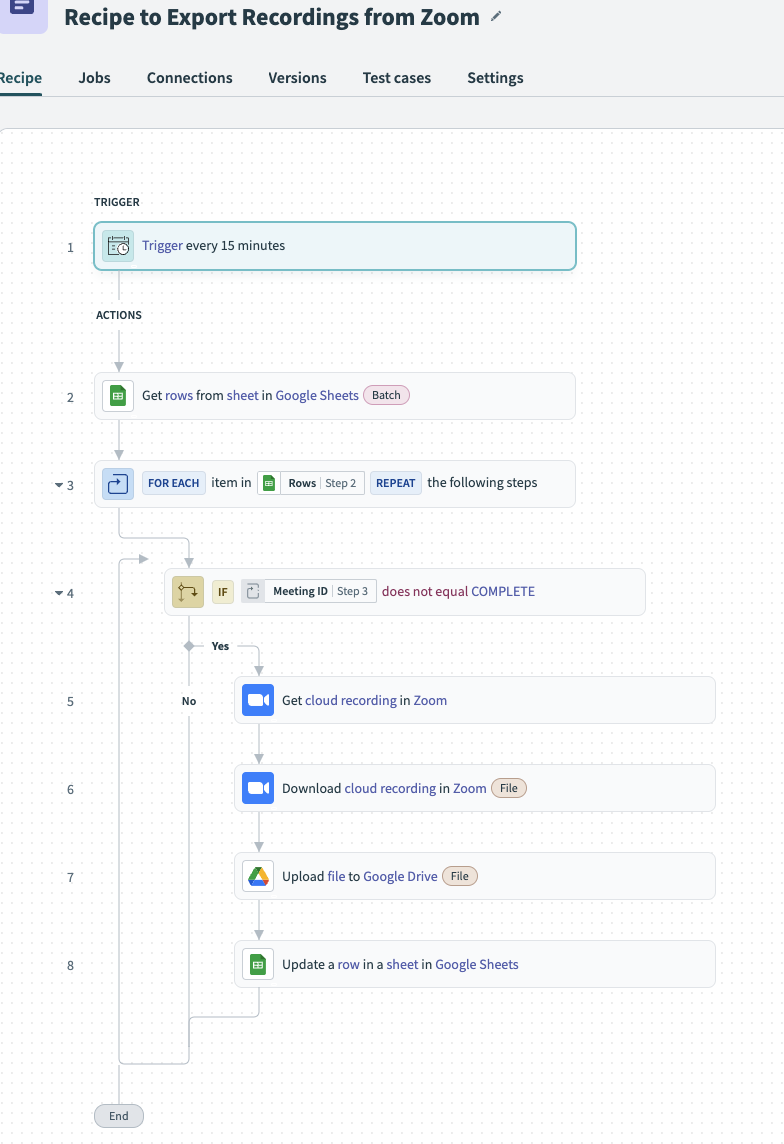 Recipe to Export Recordings from Zoom
Recipe Jobs Connections Versions Test cases Settings
TRIGGER
1 Trigger every 15 minutes
ACTIONS
2 Get rows from sheet in Google Sheets Batch
3 FOR EACH item in Rows Step 2 REPEAT the following steps
4 IF Meeting ID Step 3 does not equal COMPLETE
Yes
5 No Get cloud recording in Zoom
6 Download cloud recording in Zoom File
7 Upload file to Google Drive File
8 Update a row in a sheet in Google Sheets
End